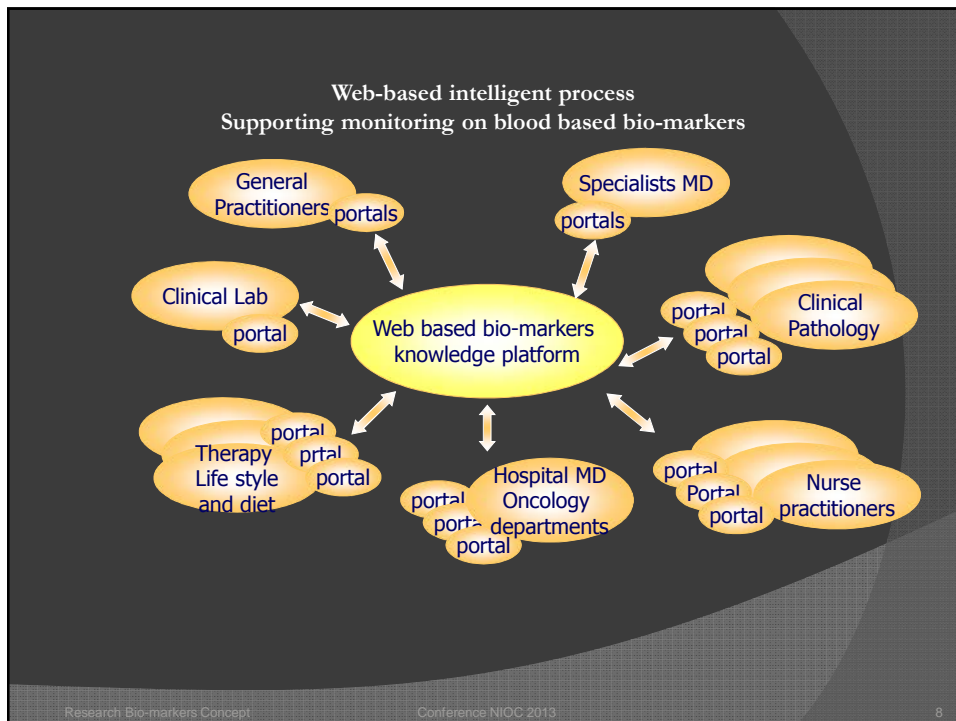 Web-based intelligent process
Supporting monitoring on blood based bio-markers
General
Practitioners
portals
Specialists MD
portals
Clinical Lab
portal
Web based bio-markers
knowledge platform
portal
portal
portal
Clinical
Pathology
portal
prtal
portal
Therapy
Life style
and diet
portal
porta
portal
Hospital MD
Oncology
departments
portal
Portal
portal
Nurse
practitioners
Research Bio-markers Concept
Conference NIOC 2013
8